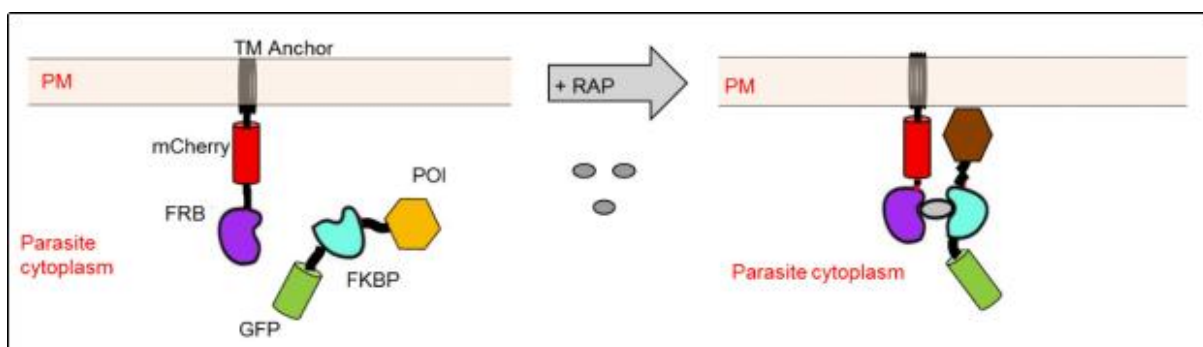 TM Anchor
PM
mCherry
FRB
POI
Parasite
cytoplasm
FKBP
GFP
+ RAP
PM
Parasite cytoplasm